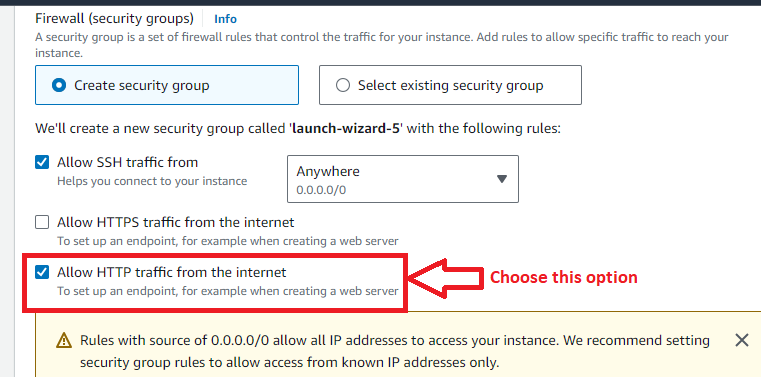 Firewall (security groups) Info
A security group is a set of firewall rules that control the traffic for your instance. Add rules to allow specific traffic to reach your
instance.
Create security group
Select existing security group
We'll create a new security group called 'launch-wizard-5' with the following rules:
Allow SSH traffic from
Helps you connect to your instance
Anywhere
0.0.0.0/0
Allow HTTPS traffic from the internet
To set up an endpoint, for example when creating a web server
Allow HTTP traffic from the internet
To set up an endpoint, for example when creating a web server
Choose this option
Rules with source of 0.0.0.0/0 allow all IP addresses to access your instance. We recommend setting
security group rules to allow access from known IP addresses only.